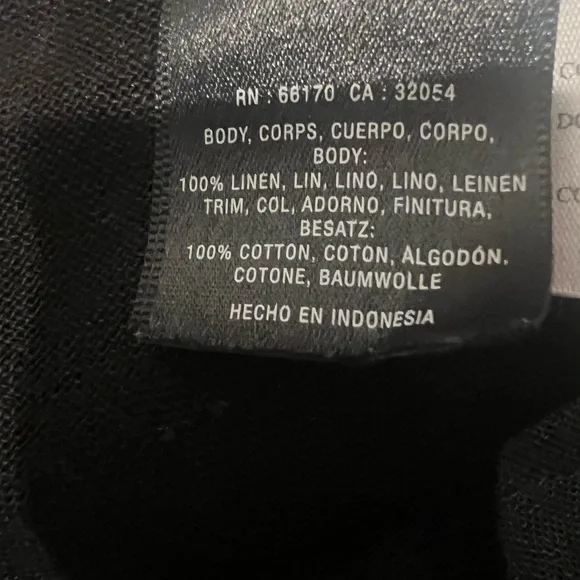 RN : 66170 CA : 32054
BODY, CORPS, CUERPO, CORPO,
BODY:
100% LINEN, LIN, LINO, LINO, LEINEN
TRIM, COL, ADORNO, FINITURA,
BESATZ:
100% COTTON, COTON, ALGODÓN,
COTONE, BAUMWOLLE
HECHO EN INDONESIA